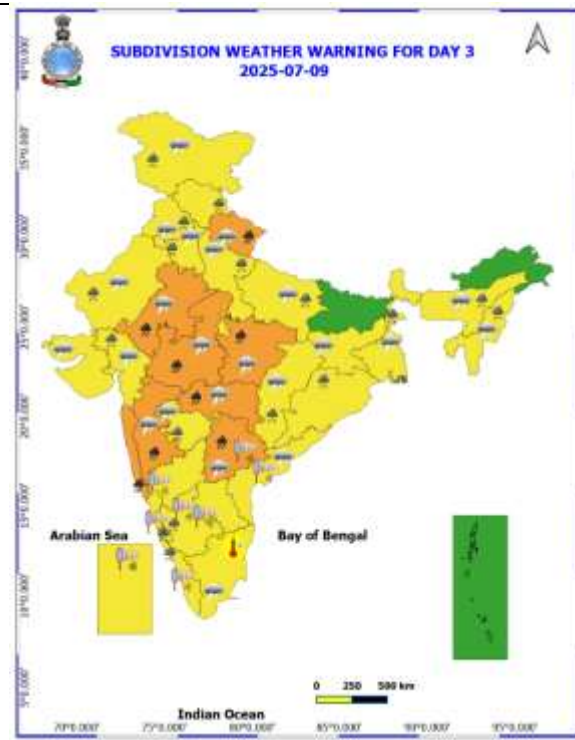 SUBDIVISION WEATHER WARNING FOR DAY 3
2025-07-09
Arabian Sea
Bay of Bengal
0 250 500 km
Indian Ocean
70°0.000' 75°0.000' 80°0.000' 85°0.000' 90°0.000' 95°0.000'